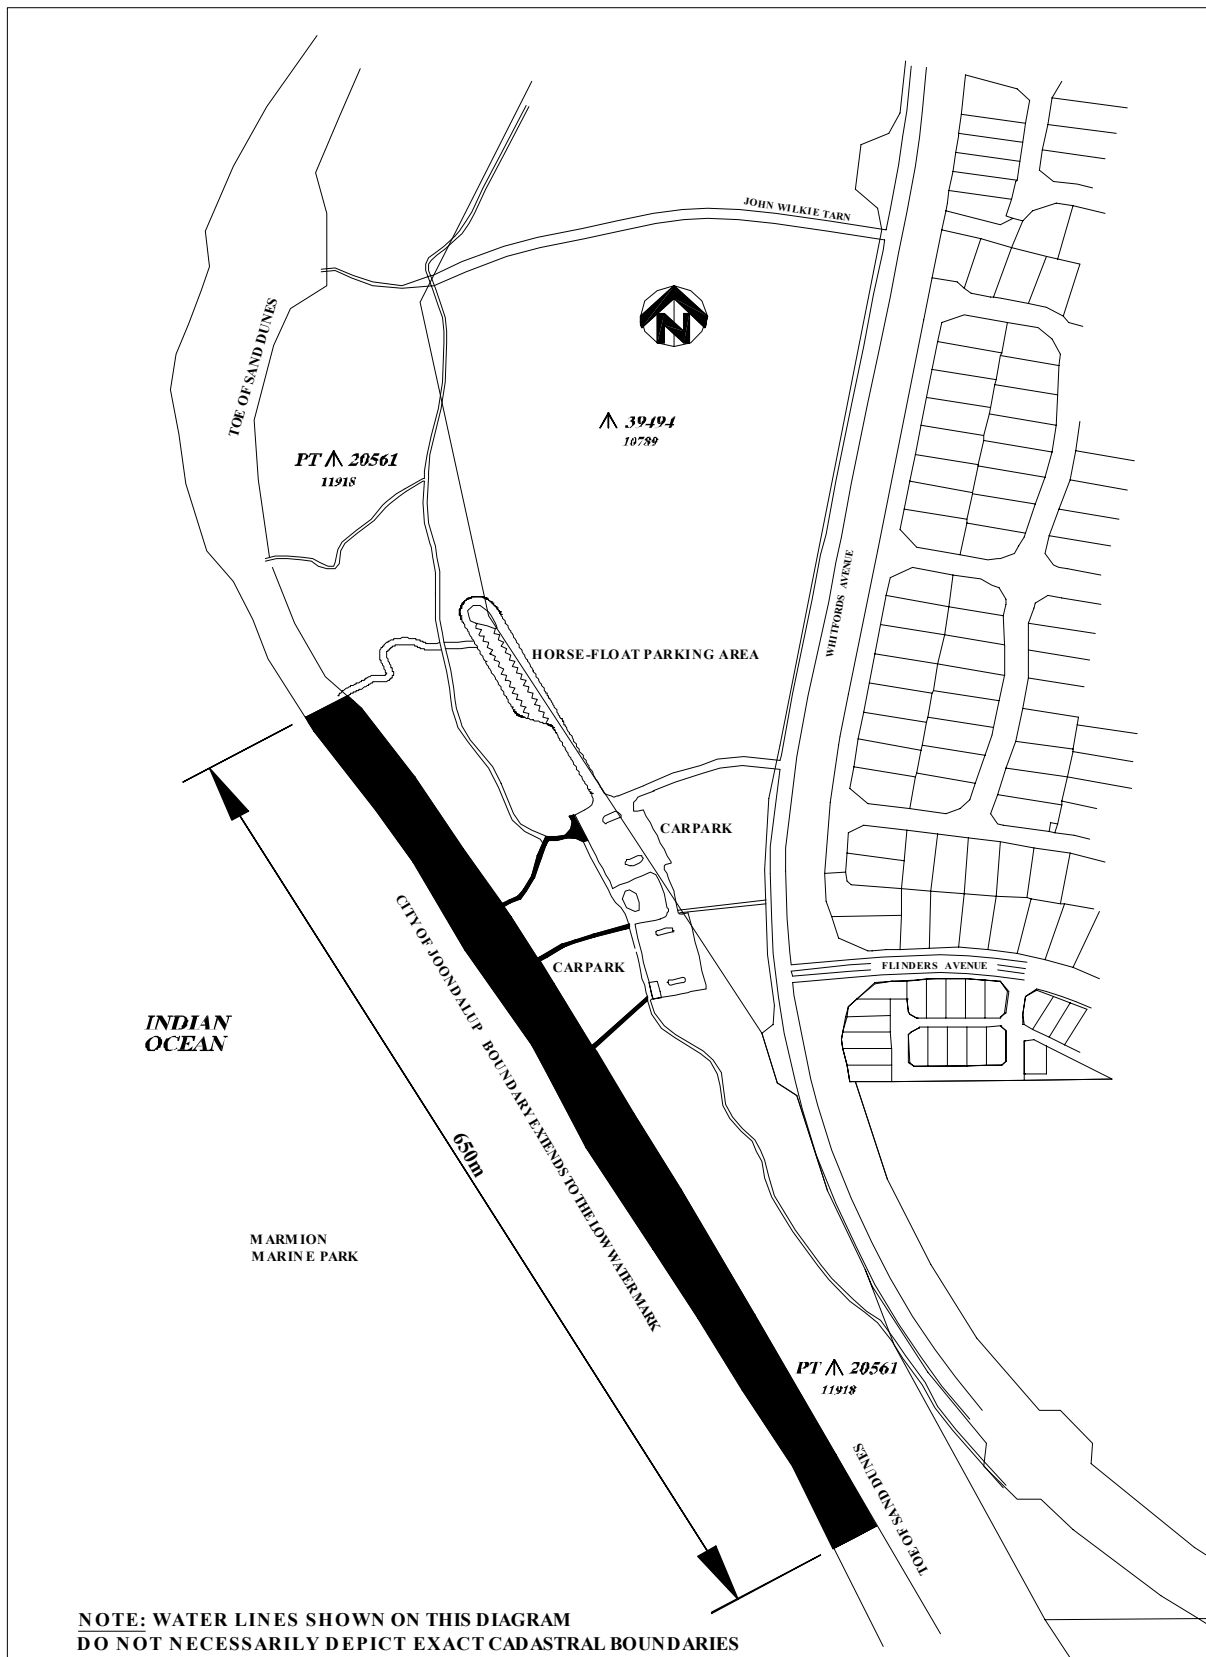 JOHN WILKIE TARN
N
TOE OF SAND DUNES
39494
10789
PT 20561
11918
WHITFORDS AVENUE
HORSE-FLOAT PARKING AREA
CARPARK
CITY OF JOONDALUP BOUNDARY EXTENDS TO THE LOW WATER MARK
CARPARK
FLINDERS AVENUE
INDIAN
OCEAN
650m
MARMION
MARINE PARK
PT 20561
11918
TOE OF SAND DUNES
NOTE: WATER LINES SHOWN ON THIS DIAGRAM
DO NOT NECESSARILY DEPICT EXACT CADASTRAL BOUNDARIES